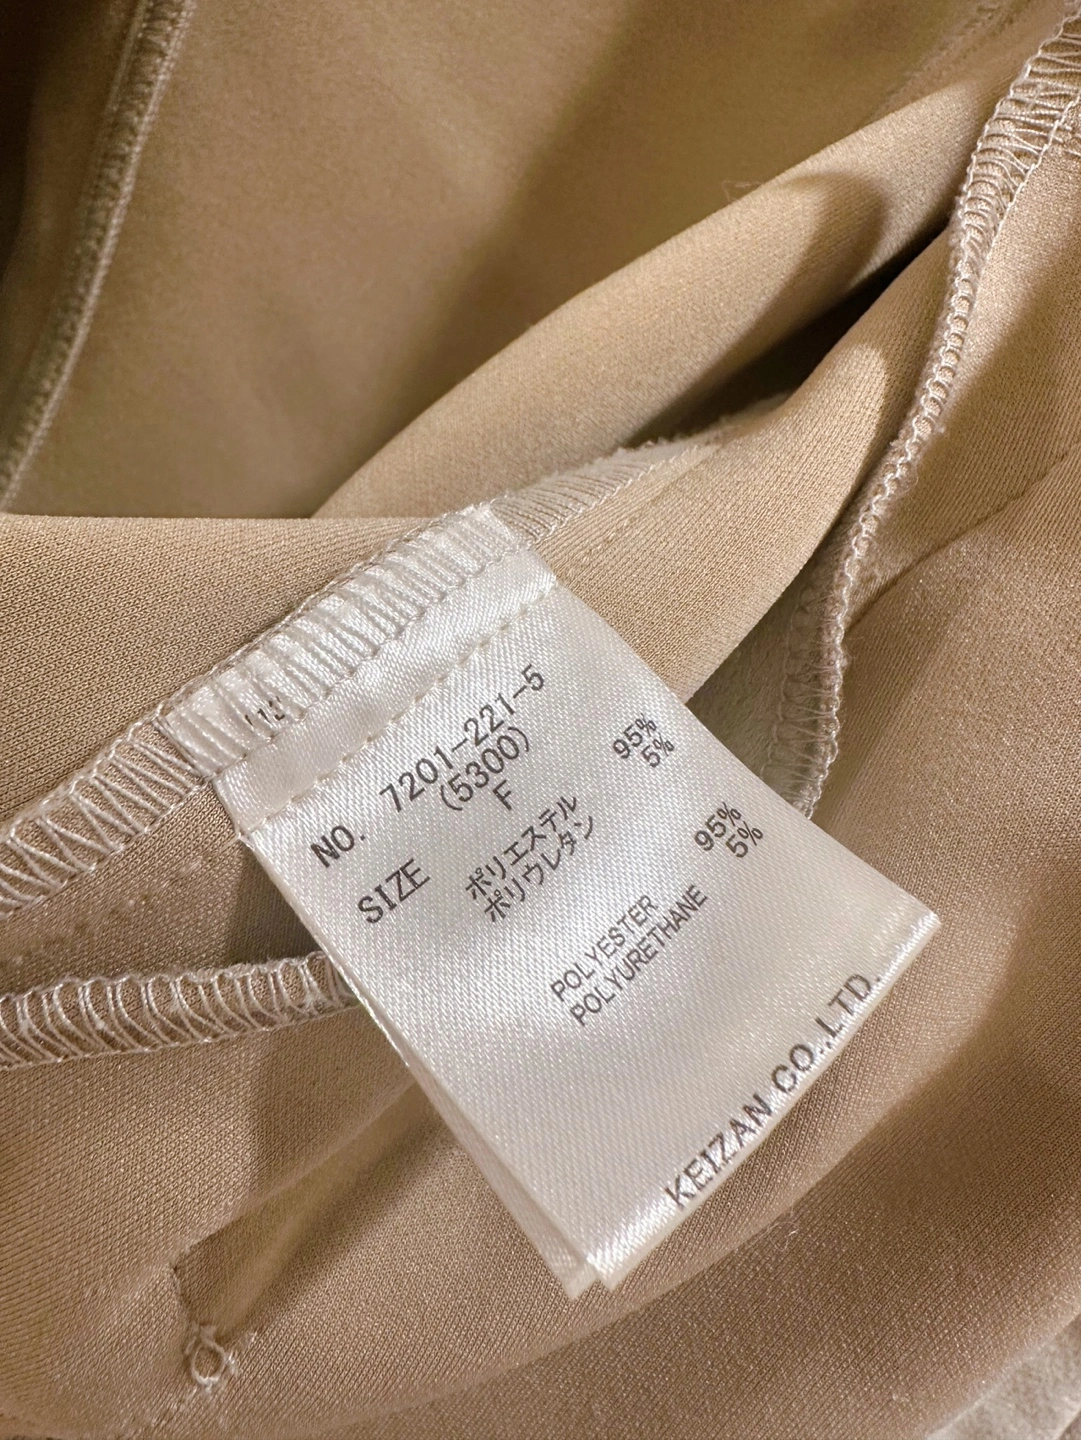 NO. 7201-221-5
(5300)
SIZE F
ポリエステル 95%
ポリウレタン 5%
POLYESTER 95%
POLYURETHANE 5%
KEIZAN CO.,LTD.